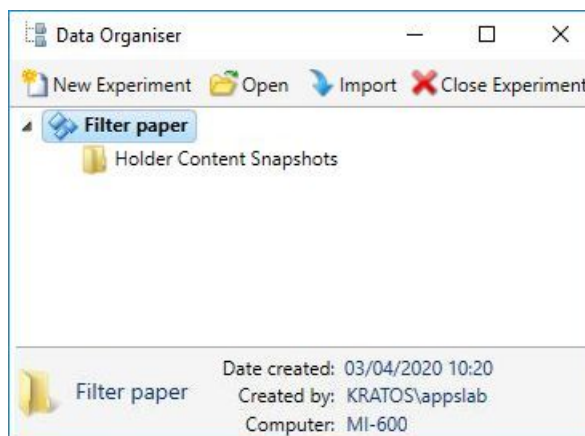 Data Organiser
New Experiment Open Import Close Experiment
Filter paper
Holder Content Snapshots
Filter paper
Date created: 03/04/2020 10:20
Created by: KRATOS\appslab
Computer: MI-600